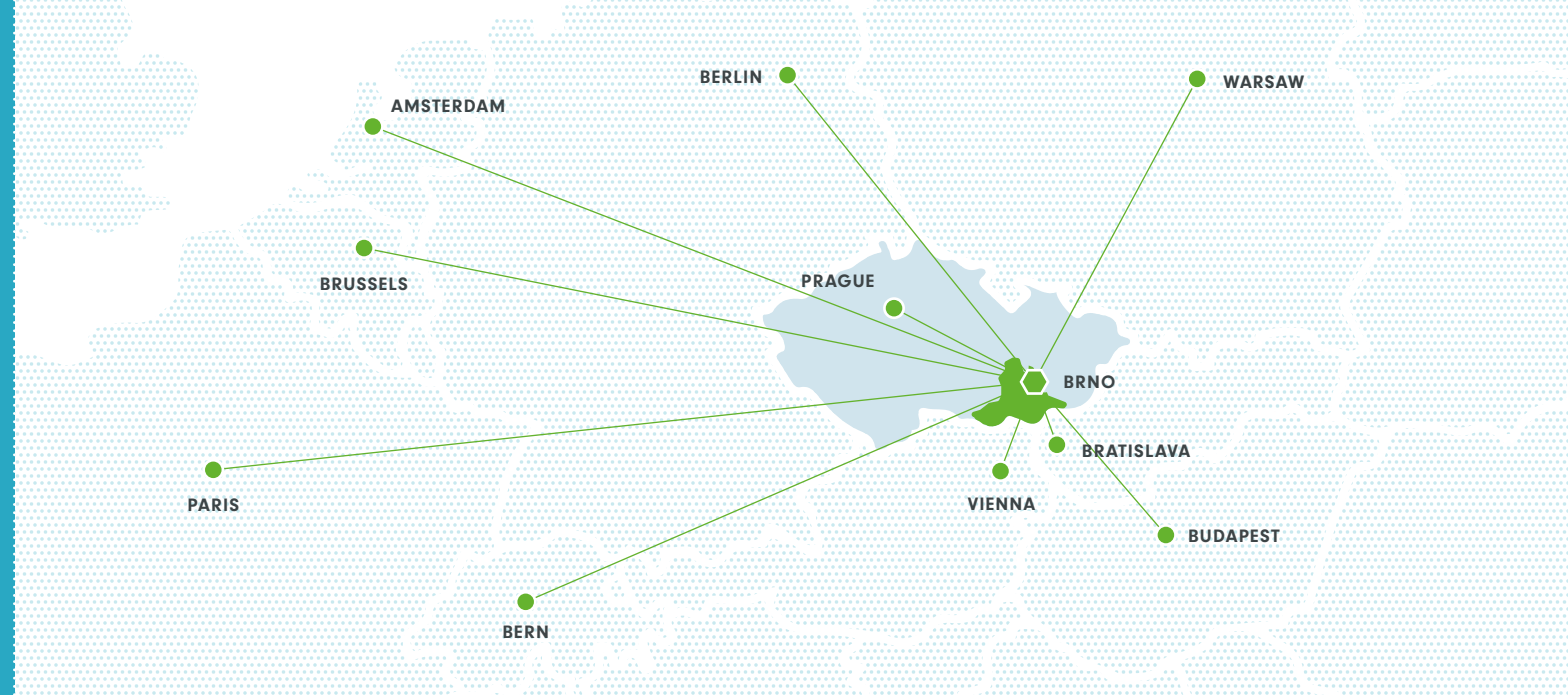 BERLIN
WARSAW
AMSTERDAM
PRAGUE
BRUSSELS
BRNO
BRATISLAVA
PARIS
VIENNA
BUDAPEST
BERN